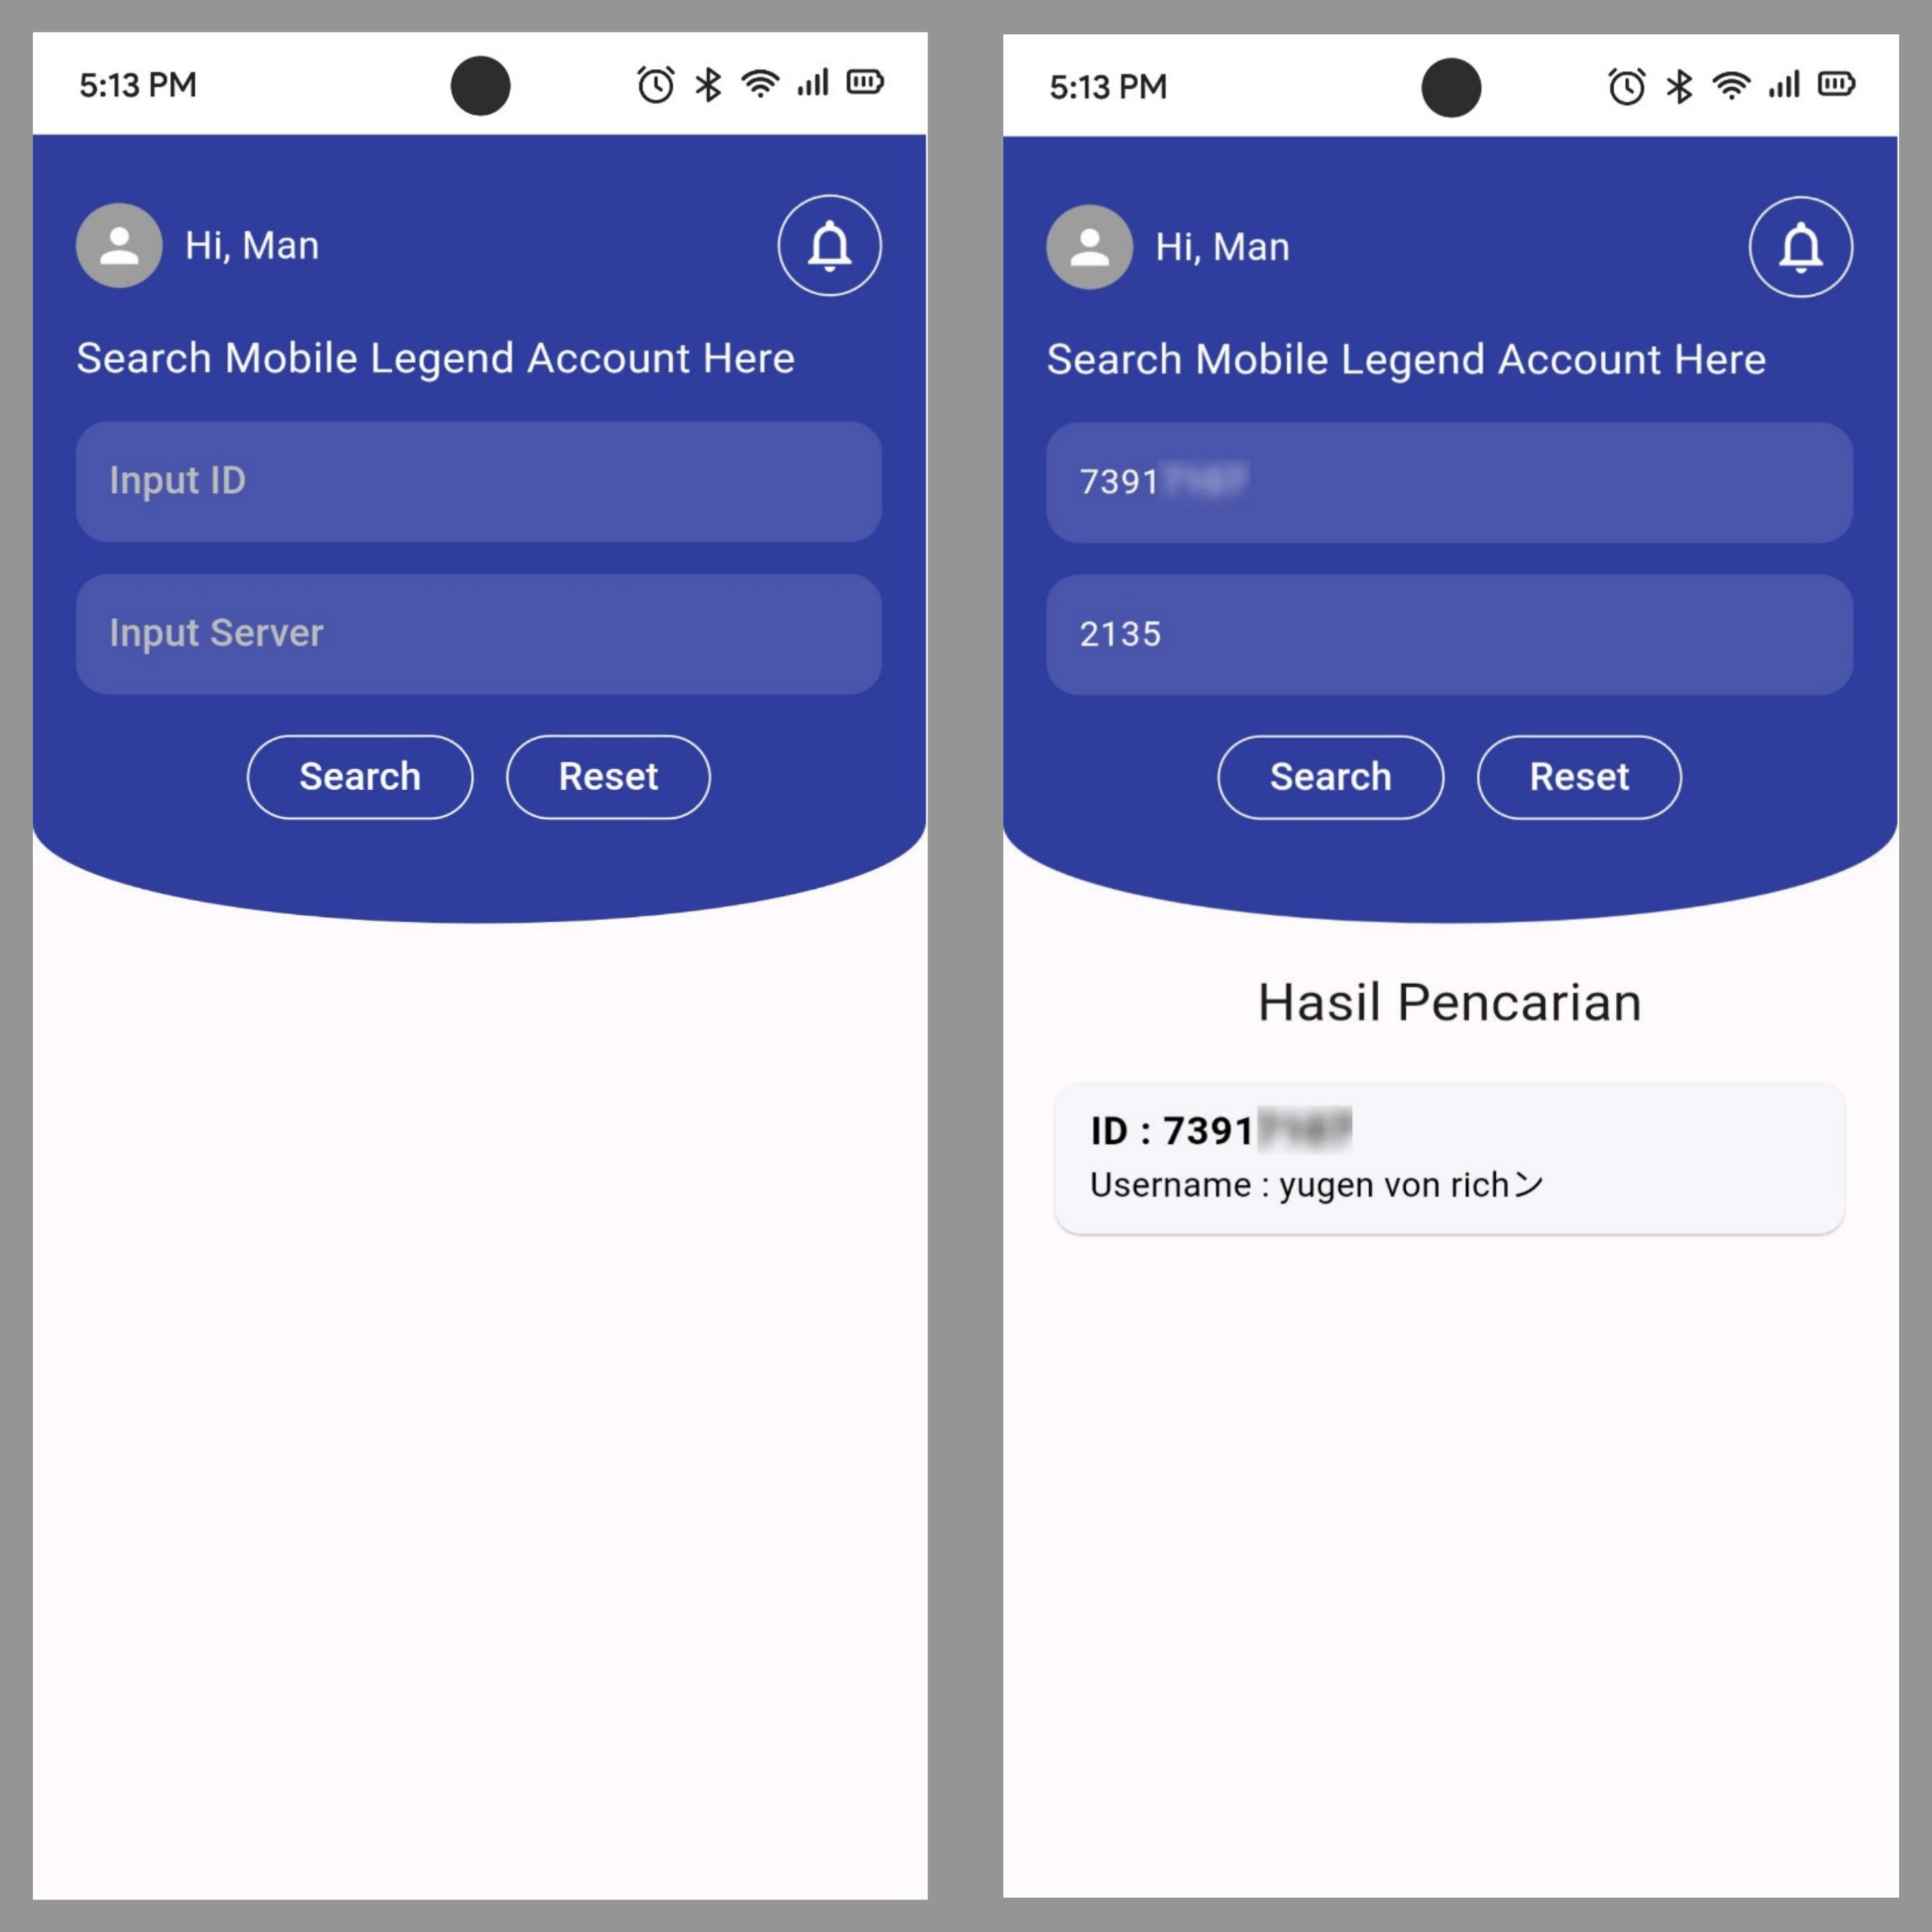 5:13 PM
Hi, Man
Search Mobile Legend Account Here
Input ID
Input Server
Search
Reset
5:13 PM
Hi, Man
Search Mobile Legend Account Here
7391
2135
Search
Reset
Hasil Pencarian
ID : 7391
Username : yugen von richン